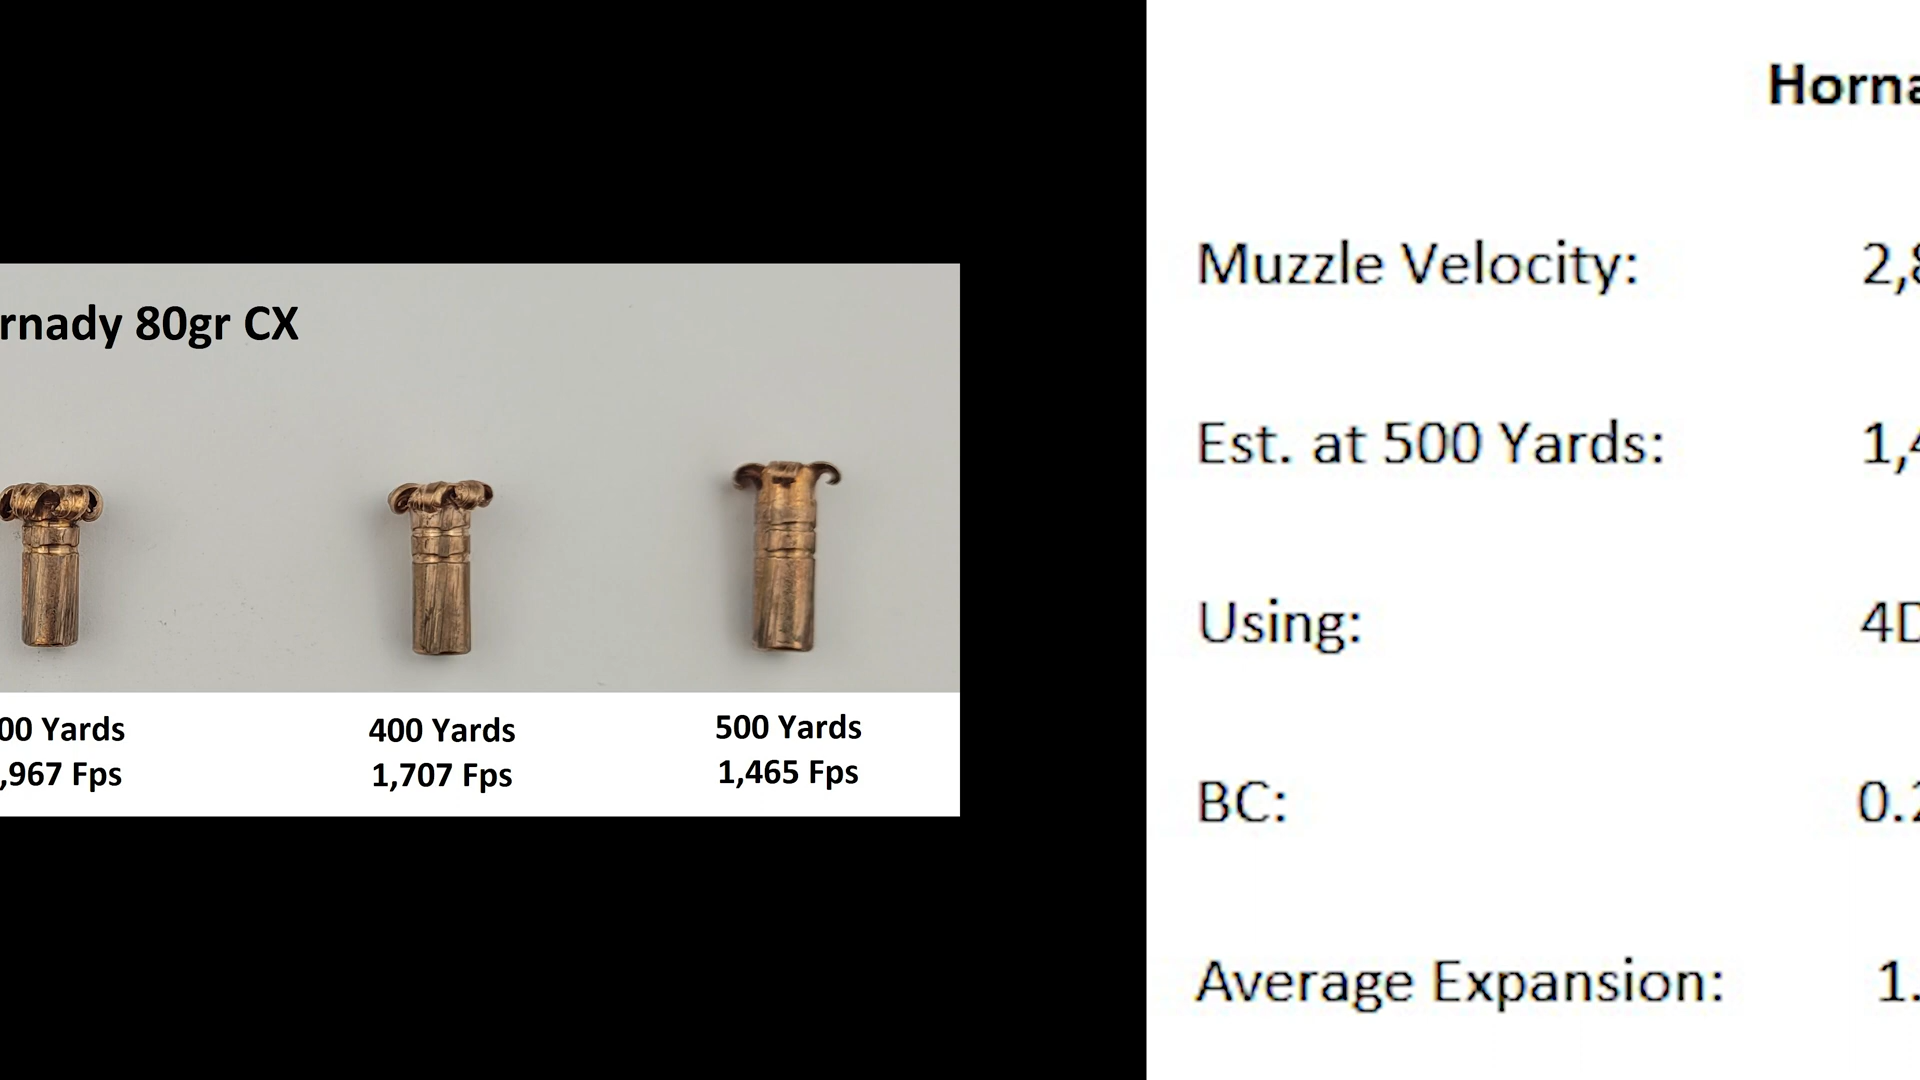 rnady 80gr CX
00 Yards
,967 Fps
400 Yards
1,707 Fps
500 Yards
1,465 Fps
Horna
Muzzle Velocity: 2,8
Est. at 500 Yards: 1,4
Using: 4D
BC: 0.2
Average Expansion: 1.